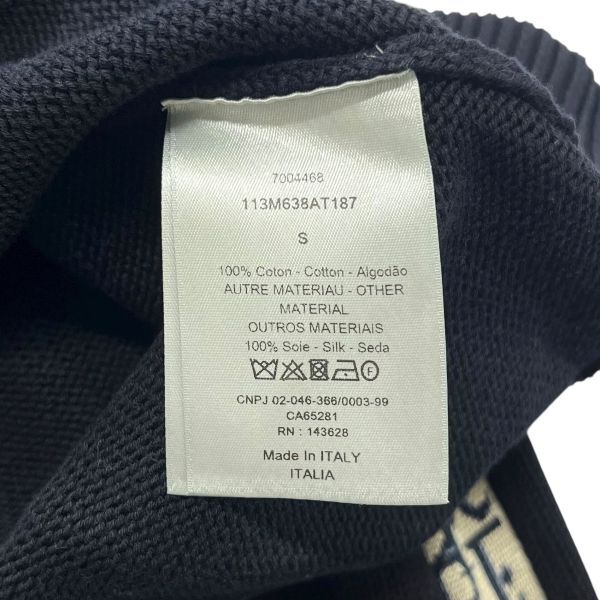 7004468
113M638AT187
S
100% Coton - Cotton - Algodão
AUTRE MATERIAU - OTHER
MATERIAL
OUTROS MATERIAIS
100% Soie - Silk - Seda
F
CNPJ 02-046-366/0003-99
CA65281
RN : 143628
Made In ITALY
ITALIA